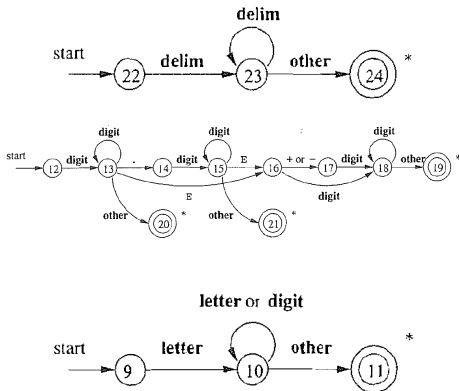 delim
start
delim
other
*
22
23
24
digit
digit
digit
start
digit
.
digit
E
+ or -
digit
other
12
13
14
15
16
17
18
19
*
E
digit
other
*
other
*
20
21
letter or digit
start
letter
other
*
9
10
11